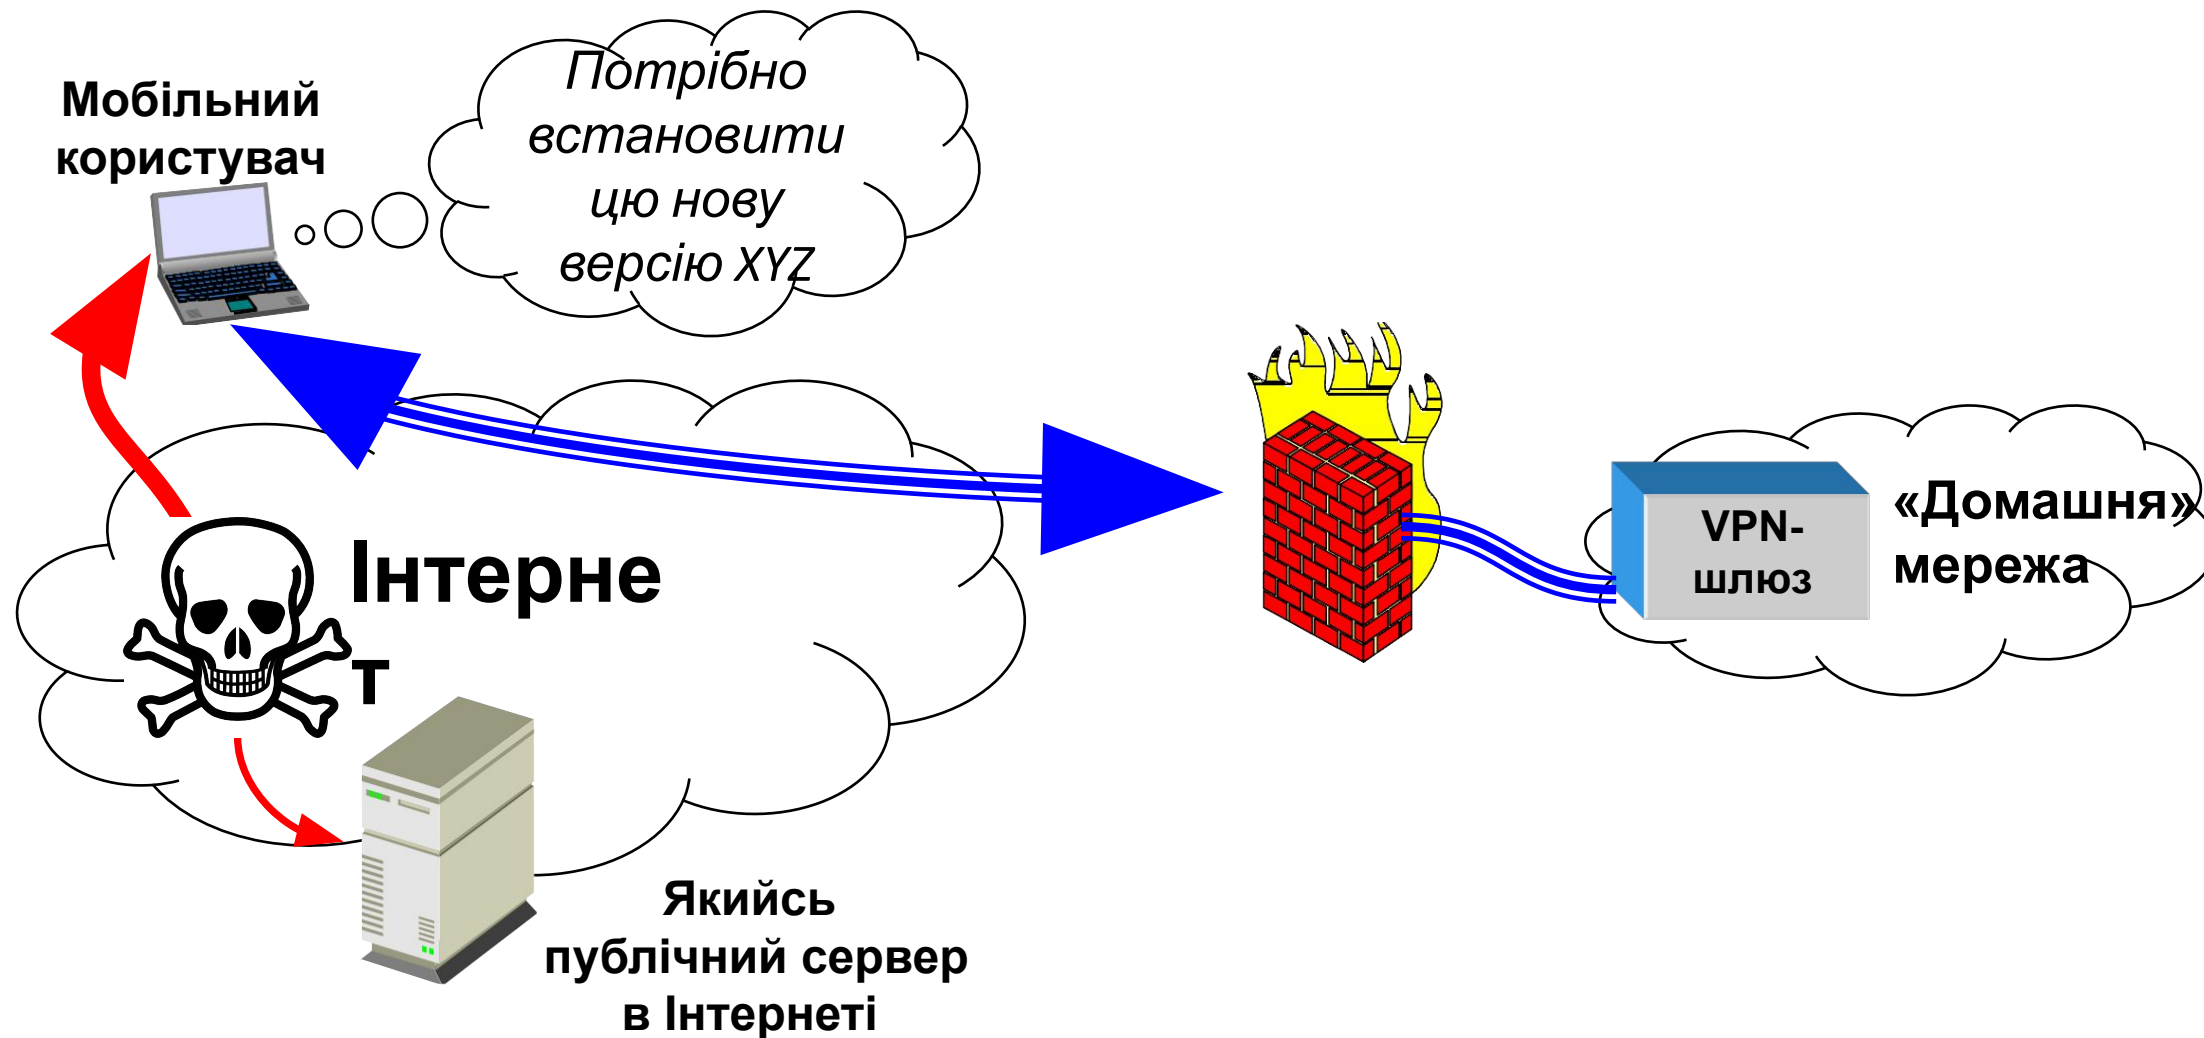 Мобільний
користувач
Потрібно
встановити
цю нову
версію XYZ
Інтерне
т
VPN-
шлюз
«Домашня»
мережа
Якийсь
публічний сервер
в Інтернеті